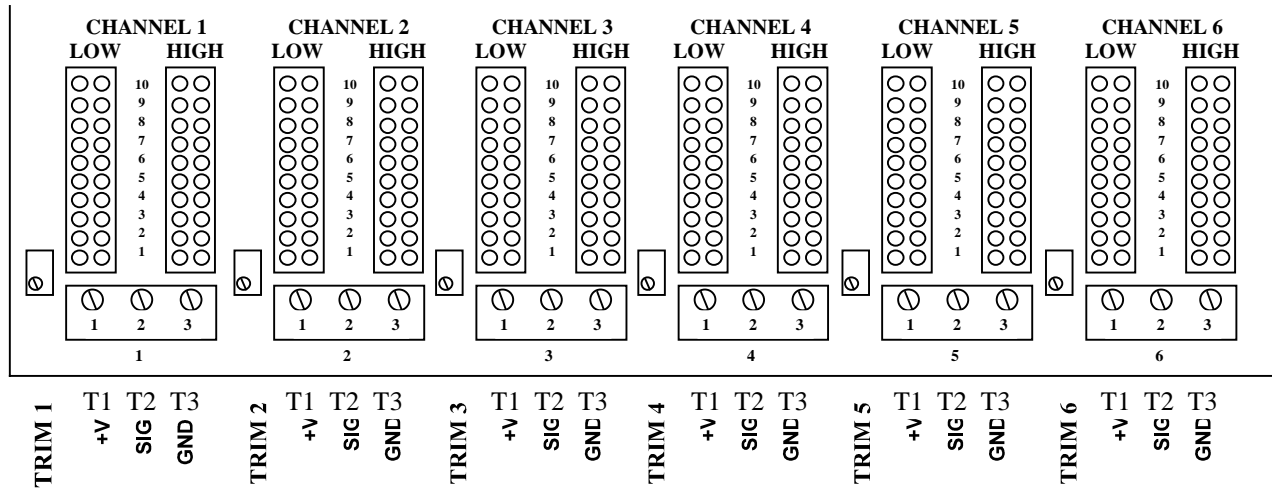 CHANNEL 1 CHANNEL 2 CHANNEL 3 CHANNEL 4 CHANNEL 5 CHANNEL 6
LOW HIGH LOW HIGH LOW HIGH LOW HIGH LOW HIGH LOW HIGH
10 10 10 10 10 10
9 9 9 9 9 9
8 8 8 8 8 8
7 7 7 7 7 7
6 6 6 6 6 6
5 5 5 5 5 5
4 4 4 4 4 4
3 3 3 3 3 3
2 2 2 2 2 2
1 1 1 1 1 1
1 2 3 1 2 3 1 2 3 1 2 3 1 2 3 1 2 3
1 2 3 4 5 6
T1 T2 T3 T1 T2 T3 T1 T2 T3 T1 T2 T3 T1 T2 T3 T1 T2 T3
TRIM 1 +V SIG GND TRIM 2 +V SIG GND TRIM 3 +V SIG GND TRIM 4 +V SIG GND TRIM 5 +V SIG GND TRIM 6 +V SIG GND